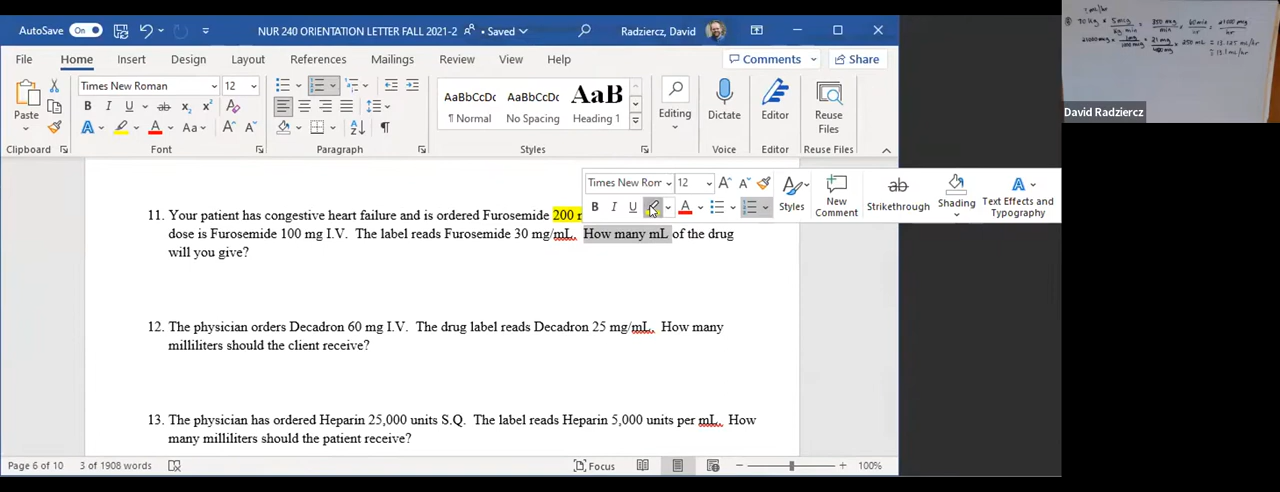 AutoSave On NUR 240 ORIENTATION LETTER FALL 2021-2 • Saved Radziercz, David
File Home Insert Draw Design Layout References Mailings Review View Help Comments Share
Paste
Times New Roman 12
AaBbCcDc AaBbCcDc AaB
¶ Normal No Spacing Heading 1
Editing Dictate Editor Reuse Files
Clipboard Font Paragraph Styles Voice Editor Reuse Files
Times New Ror 12
Styles New Comment Strikethrough Shading Text Effects and Typography
11. Your patient has congestive heart failure and is ordered Furosemide 200
dose is Furosemide 100 mg I.V. The label reads Furosemide 30 mg/mL. How many mL of the drug
will you give?
12. The physician orders Decadron 60 mg I.V. The drug label reads Decadron 25 mg/mL. How many
milliliters should the client receive?
13. The physician has ordered Heparin 25,000 units S.Q. The label reads Heparin 5,000 units per mL. How
many milliliters should the patient receive?
Page 6 of 10 3 of 1908 words Focus 100%
David Radziercz